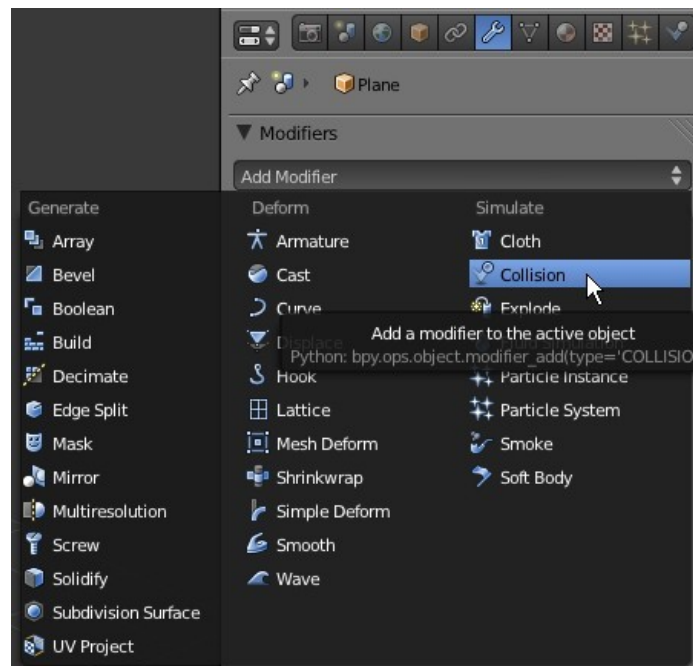 Plane
Modifiers
Add Modifier
Generate
Array
Bevel
Boolean
Build
Decimate
Edge Split
Mask
Mirror
Multiresolution
Screw
Solidify
Subdivision Surface
UV Project
Deform
Armature
Cast
Curve
Displace
Hook
Lattice
Mesh Deform
Shrinkwrap
Simple Deform
Smooth
Wave
Simulate
Cloth
Collision
Explode
Add a modifier to the active object
Python: bpy.ops.object.modifier_add(type='COLLISIO
Particle Instance
Particle System
Smoke
Soft Body